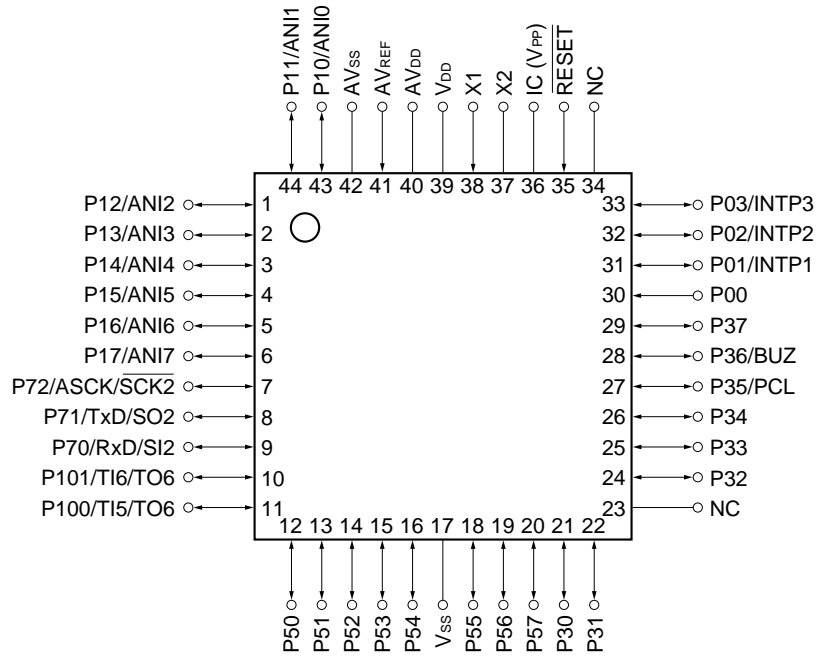 P11/ANI1
P10/ANI0
AVSS
AVREF
AVDD
VDD
X1
X2
IC (VPP)
RESET
NC
44 43 42 41 40 39 38 37 36 35 34
P12/ANI2 1
P13/ANI3 2
P14/ANI4 3
P15/ANI5 4
P16/ANI6 5
P17/ANI7 6
P72/ASCK/SCK2 7
P71/TxD/SO2 8
P70/RxD/SI2 9
P101/TI6/TO6 10
P100/TI5/TO6 11
33 P03/INTP3
32 P02/INTP2
31 P01/INTP1
30 P00
29 P37
28 P36/BUZ
27 P35/PCL
26 P34
25 P33
24 P32
23 NC
12 13 14 15 16 17 18 19 20 21 22
P50
P51
P52
P53
P54
VSS
P55
P56
P57
P30
P31